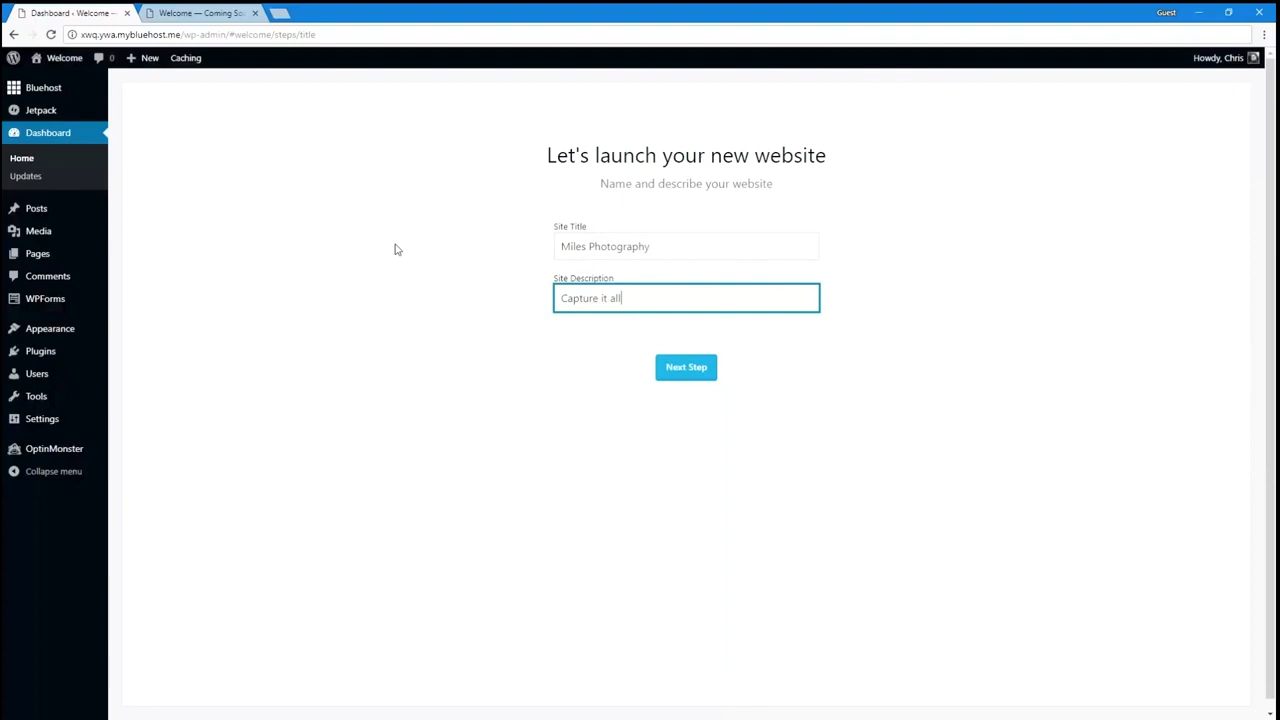 Dashboard ‹ Welcome —
Welcome — Coming So
Guest
xwq.ywa.mybluehost.me/wp-admin/#welcome/steps/title
Welcome
0
New
Caching
Howdy, Chris
Bluehost
Jetpack
Dashboard
Home
Updates
Posts
Media
Pages
Comments
WPForms
Appearance
Plugins
Users
Tools
Settings
OptinMonster
Collapse menu
Let's launch your new website
Name and describe your website
Site Title
Miles Photography
Site Description
Capture it all
Next Step